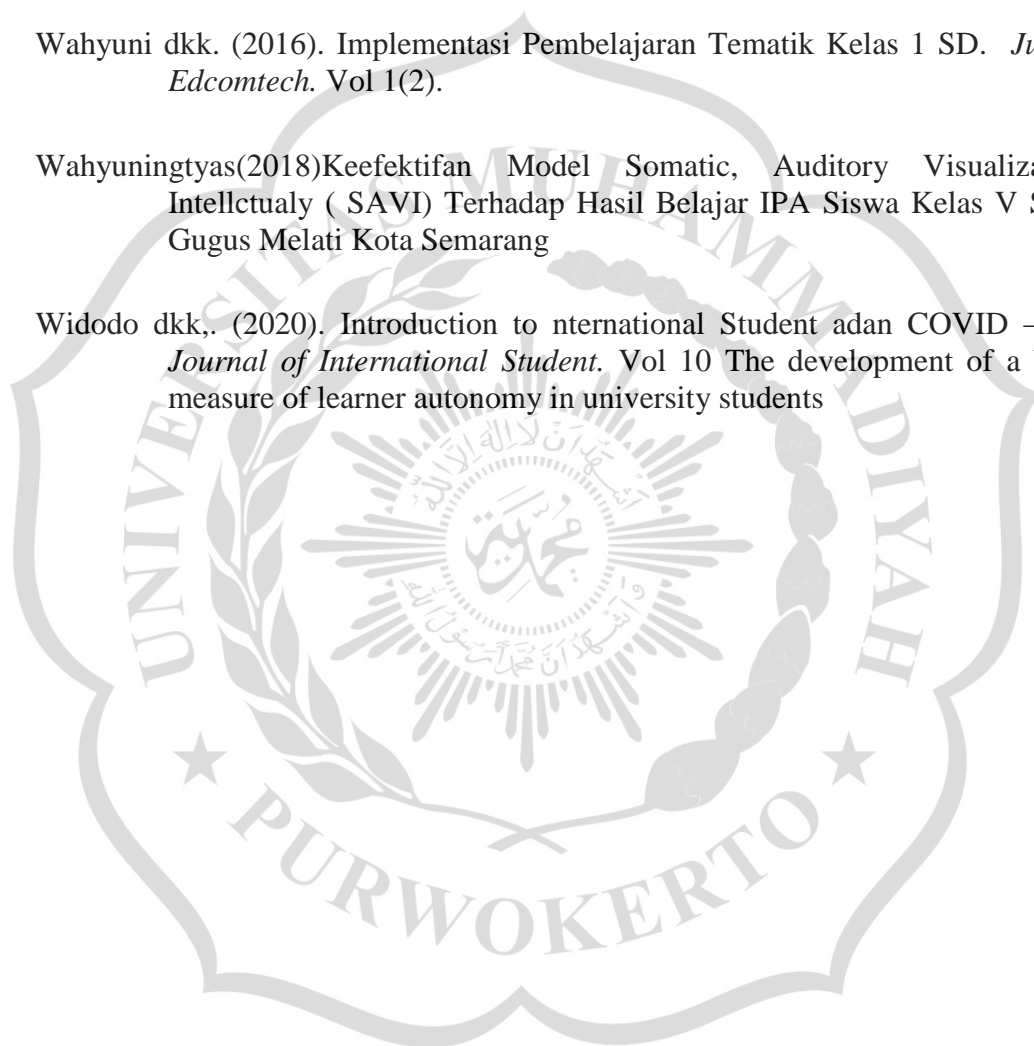 Wahyuni dkk. (2016). Implementasi Pembelajaran Tematik Kelas 1 SD.
Edcomtech. Vol 1(2).
Wahyuningtyas(2018)Keefektifan Model Somatic, Auditory
Intellctualy ( SAVI) Terhadap Hasil Belajar IPA Siswa Kelas V
Gugus Melati Kota Semarang
Widodo dkk,. (2020). Introduction to nternational Student adan COVID –
Journal of International Student. Vol 10 The development of a
measure of learner autonomy in university students
UNIVERSITAS MUHAMMADIYAH
PURWOKERTO